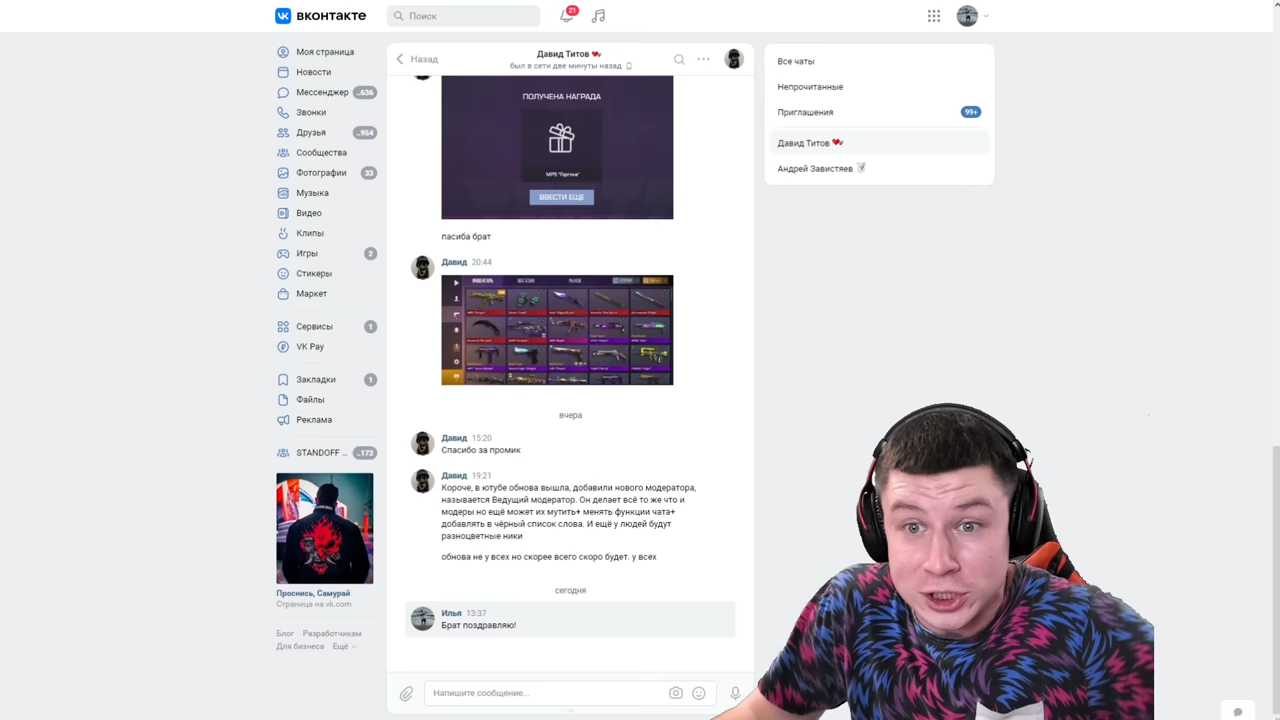 вконтакте
Поиск
21
Моя страница
Новости
Мессенджер ..636
Звонки
Друзья ..954
Сообщества
Фотографии 33
Музыка
Видео
Клипы
Игры 2
Стикеры
Маркет
Сервисы 1
VK Pay
Закладки 1
Файлы
Реклама
STANDOFF ... ..172
Проснись, Самурай
Страница на vk.com
Блог Разработчикам
Для бизнеса Ещё
Назад
Давид Титов
был в сети две минуты назад
ПОЛУЧЕНА НАГРАДА
MP5 "Горгона"
ВВЕСТИ ЕЩЕ
пасиба брат
Давид 20:44
ИНВЕНТАРЬ МАГАЗИН РЫНОК
вчера
Давид 15:20
Спасибо за промик
Давид 19:21
Короче, в ютубе обнова вышла, добавили нового модератора,
называется Ведущий модератор. Он делает всё то же что и
модеры но ещё может их мутить+ менять функции чата+
добавлять в чёрный список слова. И ещё у людей будут
разноцветные ники
обнова не у всех но скорее всего скоро будет. у всех
сегодня
Илья 13:37
Брат поздравляю!
Напишите сообщение...
Все чаты
Непрочитанные
Приглашения 99+
Давид Титов
Андрей Завистяев